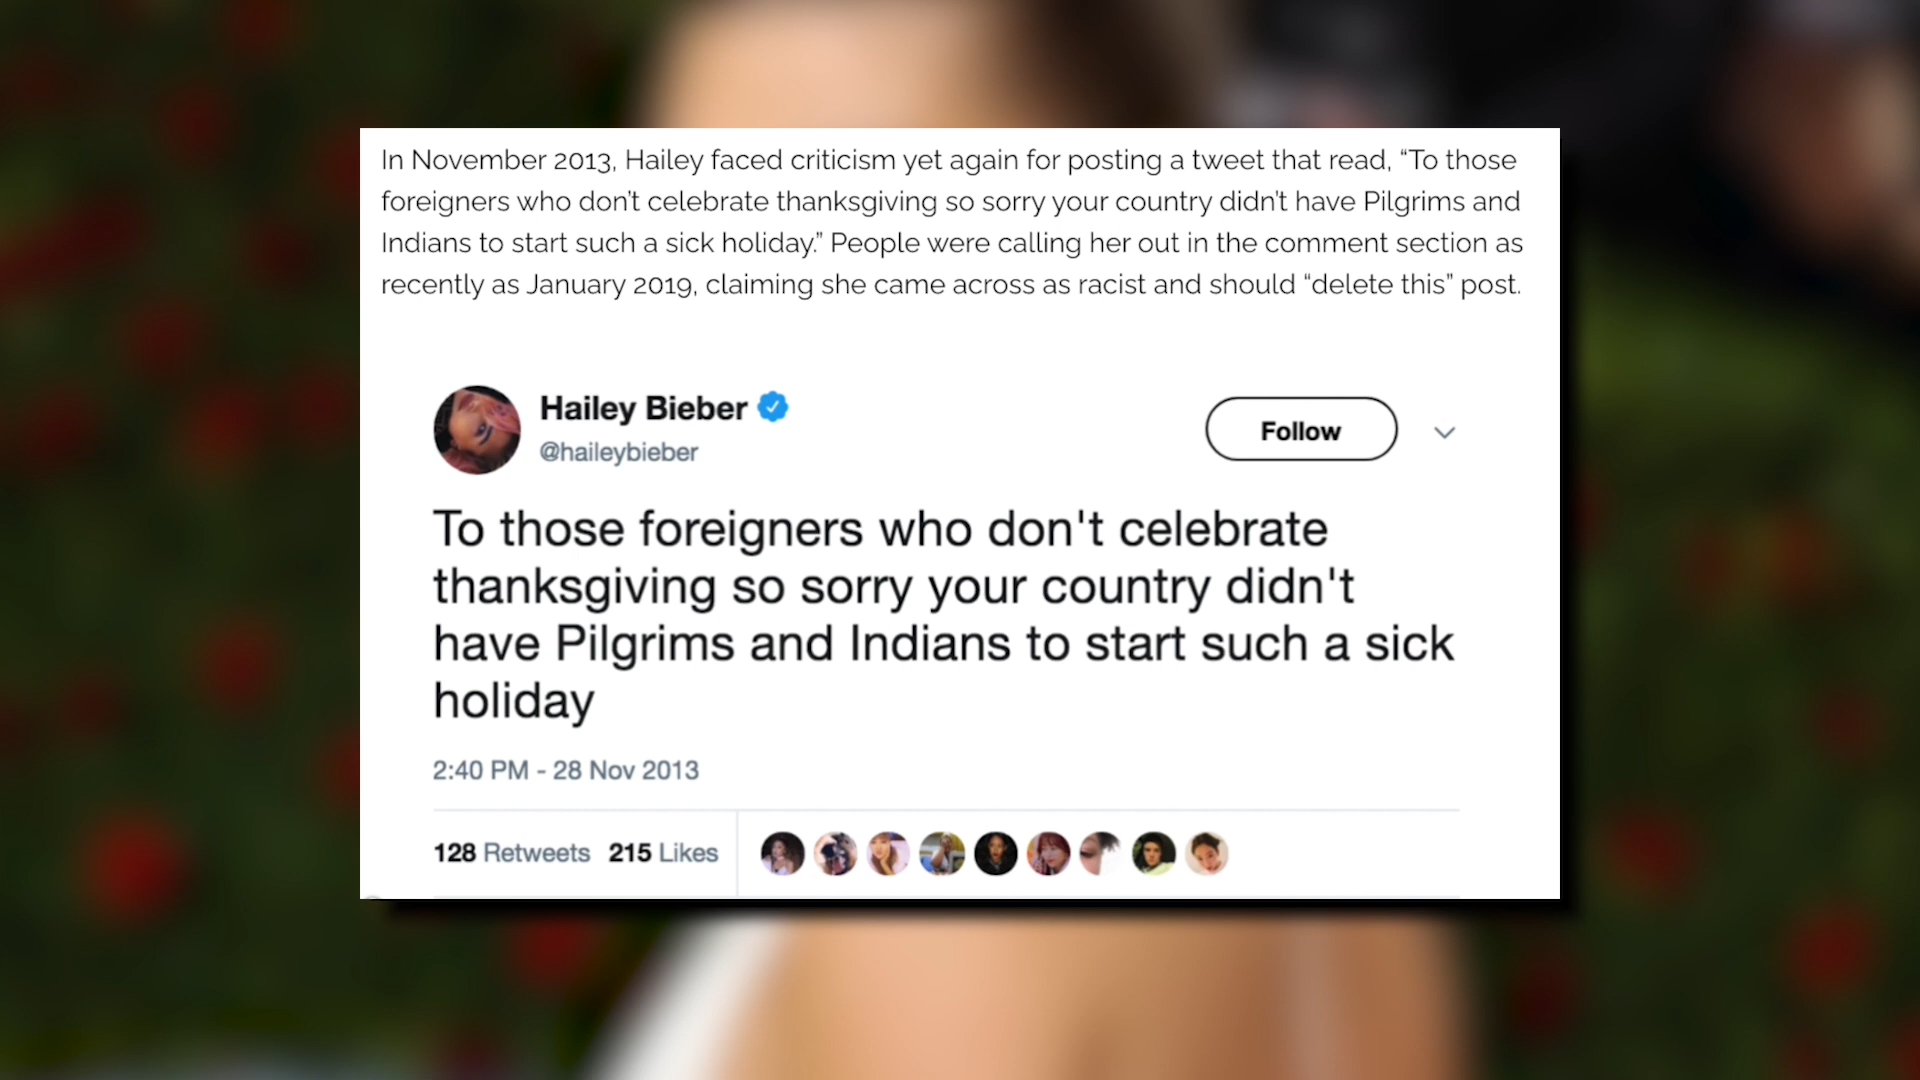 In November 2013, Hailey faced criticism yet again for posting a tweet that read, “To those
foreigners who don’t celebrate thanksgiving so sorry your country didn’t have Pilgrims and
Indians to start such a sick holiday.” People were calling her out in the comment section as
recently as January 2019, claiming she came across as racist and should “delete this” post.
Hailey Bieber
@haileybieber
Follow
To those foreigners who don't celebrate
thanksgiving so sorry your country didn't
have Pilgrims and Indians to start such a sick
holiday
2:40 PM - 28 Nov 2013
128 Retweets 215 Likes